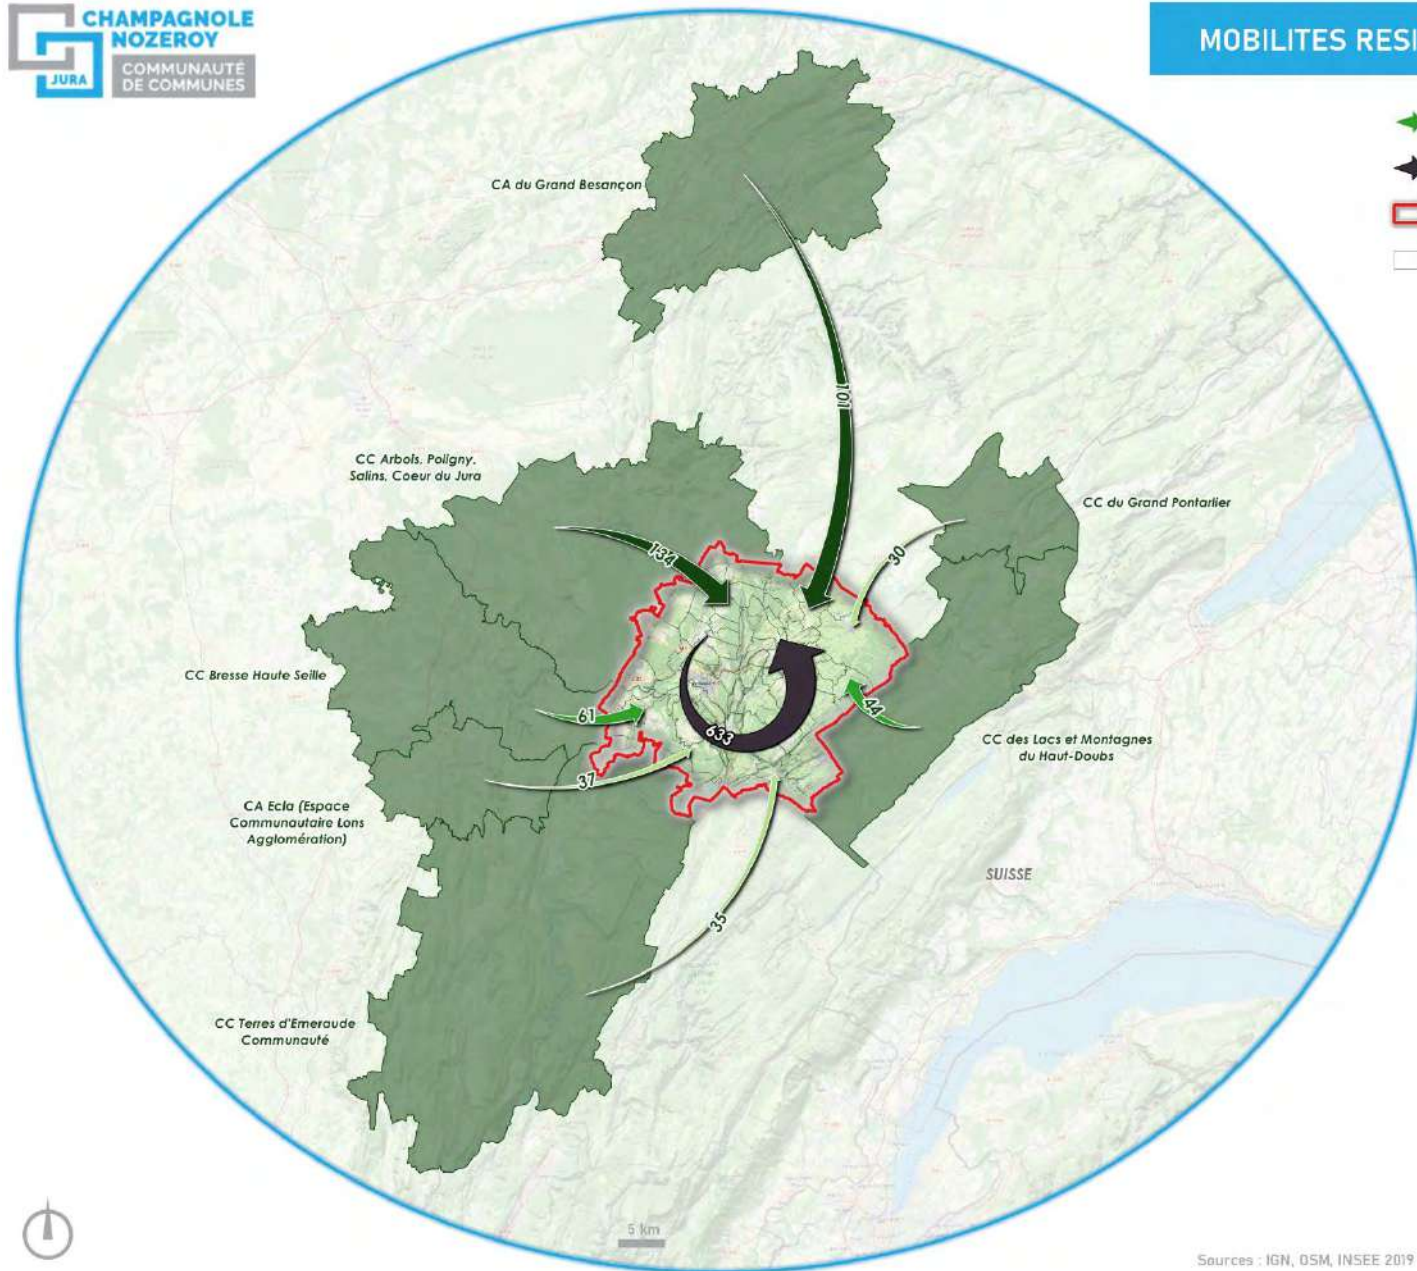 CHAMPAGNOLE
NOZEROY
COMMUNAUTÉ
DE COMMUNES
JURA
MOBILITES RESI
CA du Grand Besançon
101
CC Arbois, Poligny,
Salins, Coeur du Jura
CC du Grand Pontarlier
134
30
CC Bresse Haute Seille
61
44
633
37
CC des Lacs et Montagnes
du Haut-Doubs
CA Ecla (Espace
Communautaire Lons
Agglomération)
SUISSE
35
CC Terres d'Emeraude
Communauté
5 km
Sources : IGN, OSM, INSEE 2019